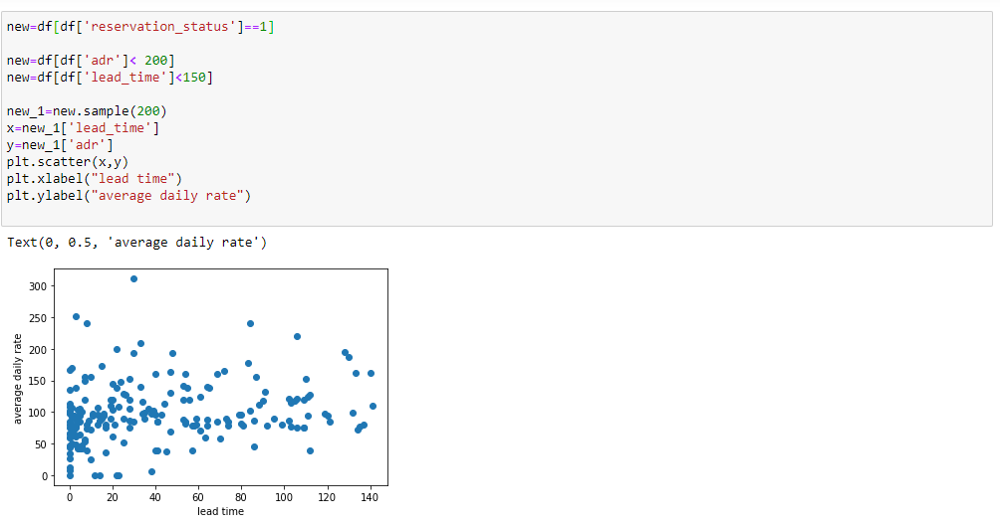 new=df[df['reservation_status']==1]
new=df[df['adr']< 200]
new=df[df['lead_time']<150]
new_1=new.sample(200)
x=new_1['lead_time']
y=new_1['adr']
plt.scatter(x,y)
plt.xlabel("lead time")
plt.ylabel("average daily rate")
Text(0, 0.5, 'average daily rate')
average daily rate
300
250
200
150
100
50
0
0 20 40 60 80 100 120 140
lead time